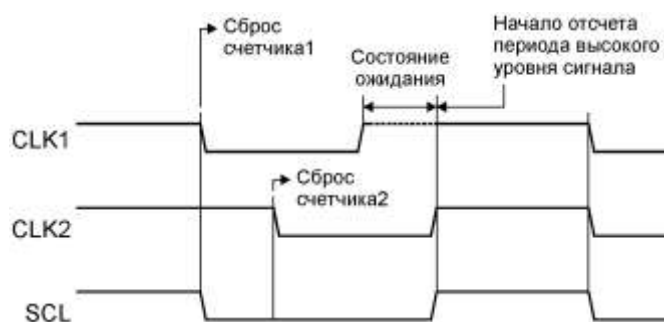 Сброс
счетчика1
Состояние
ожидания
Начало отсчета
периода высокого
уровня сигнала
CLK1
Сброс
счетчика2
CLK2
SCL